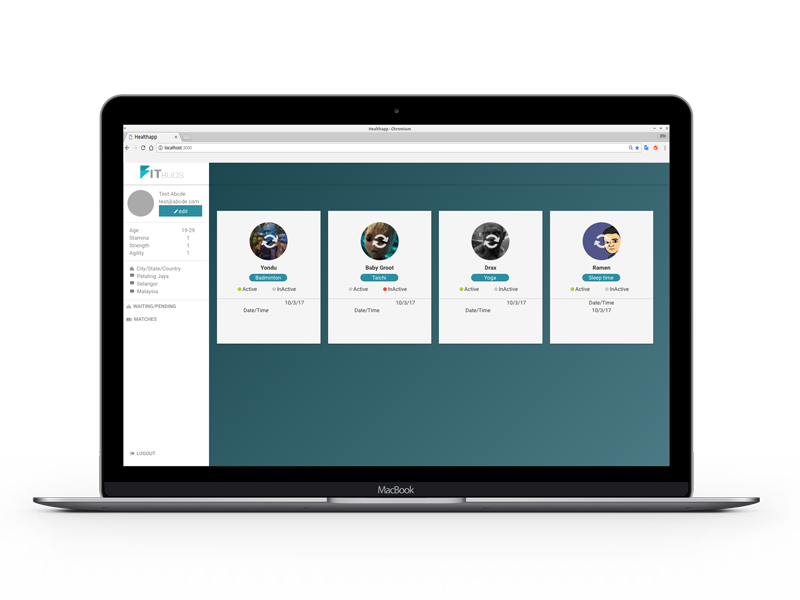 Healthapp - Chromium
Healthapp
localhost:3000
FITBUDS
Test Abcde
test@abcde.com
edit
Age 19-29
Stamina 1
Strength 1
Agility 1
City/State/Country
Petaling Jaya
Selangor
Malaysia
WAITING/PENDING
MATCHES
LOGOUT
Yondu
Badminton
Active InActive
10/3/17
Date/Time
Baby Groot
Taichi
Active InActive
10/3/17
Date/Time
Drax
Yoga
Active InActive
10/3/17
Date/Time
Ramen
Sleep time
Active InActive
Date/Time
10/3/17
MacBook